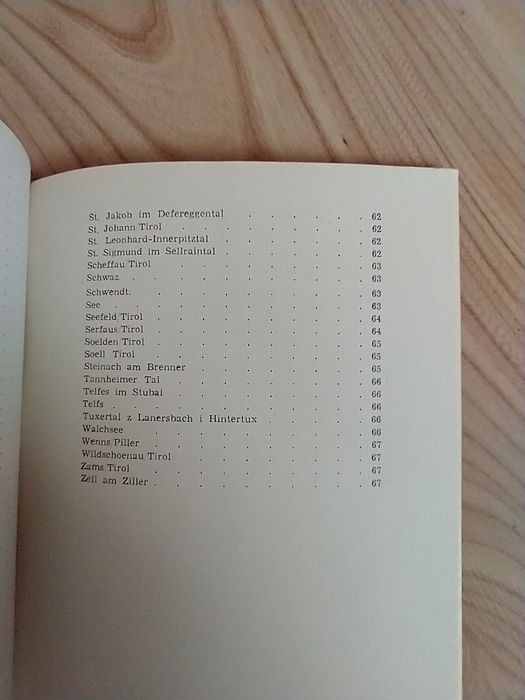 St. Jakob im Defereggental . . . . . . 62
St. Johann Tirol . . . . . . . . 62
St. Leonhard-Innerpitztal . . . . . . 62
St. Sigmund im Sellraintal . . . . . . 62
Scheffau Tirol . . . . . . . . . 63
Schwaz . . . . . . . . . . 63
Schwendt. . . . . . . . . . 63
See . . . . . . . . . . . 63
Seefeld/Tirol . . . . . . . . . 64
Serfaus Tirol . . . . . . . . . 64
Soelden Tirol . . . . . . . . . 65
Soell Tirol . . . . . . . . . 65
Steinach am Brenner . . . . . . . 65
Tannheimer Tal . . . . . . . . 66
Telfes im Stubai . . . . . . . . 66
Telfs . . . . . . . . . . . 66
Tuxertal z Lanersbach i Hintertux . . . . . 66
Walchsee . . . . . . . . . 66
Wenns/Piller . . . . . . . . . 67
Wildschoenau Tirol . . . . . . . 67
Zams Tirol . . . . . . . . . 67
Zell am Ziller . . . . . . . . . 67